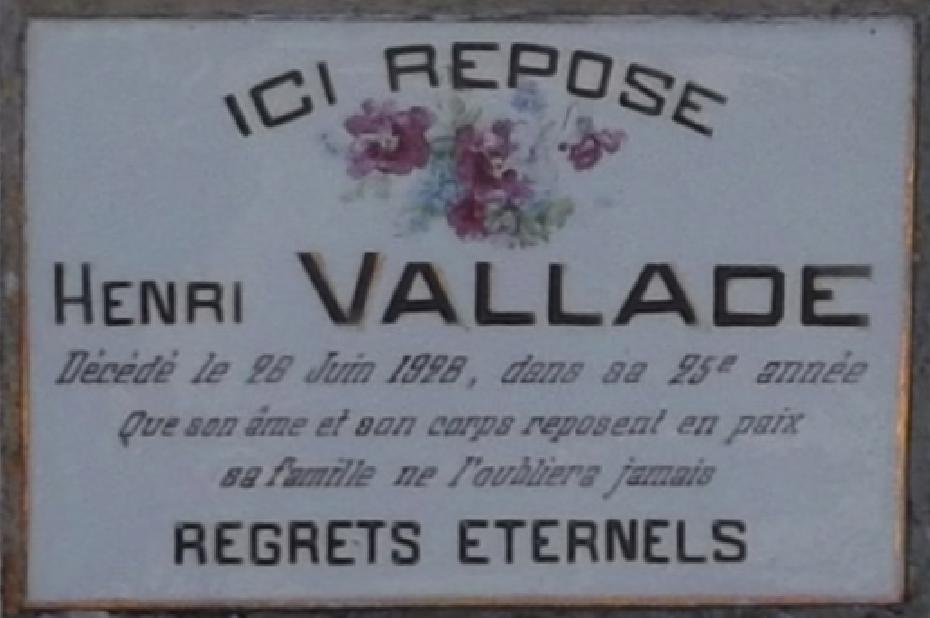 ICI REPOSE
HENRI VALLADE
Décédé le 28 Juin 1928, dans sa 25e année
Que son âme et son corps reposent en paix
sa famille ne l'oubliera jamais
REGRETS ETERNELS